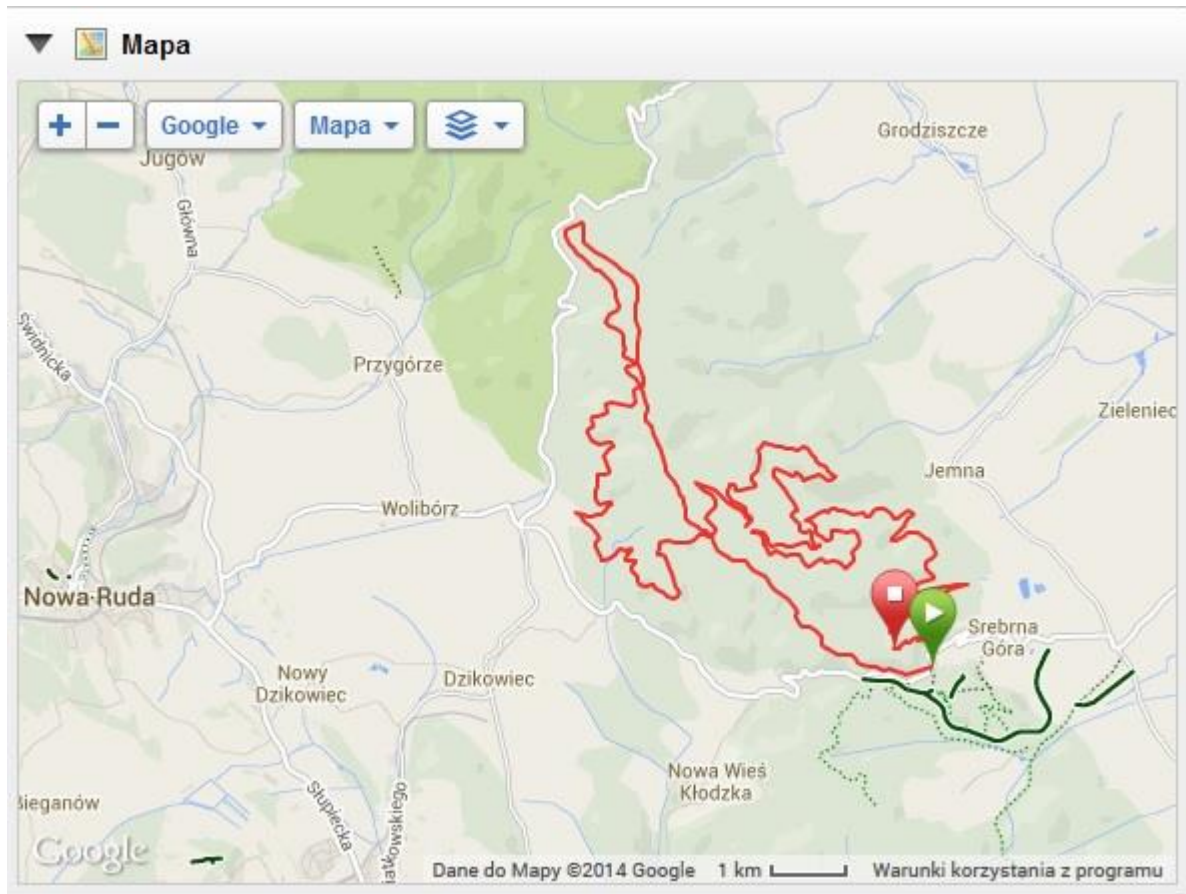 Mapa
+ − Google Mapa
Jugów
Grodziszcze
Główna
Świdnicka
Przygórze
Zieleniec
Jemna
Wolibórz
Nowa Ruda
Srebrna
Góra
Nowy
Dzikowiec
Dzikowiec
Nowa Wieś
Kłodzka
Bieganów
Słupiecka
iatkowskiego
Google
Dane do Mapy ©2014 Google 1 km Warunki korzystania z programu